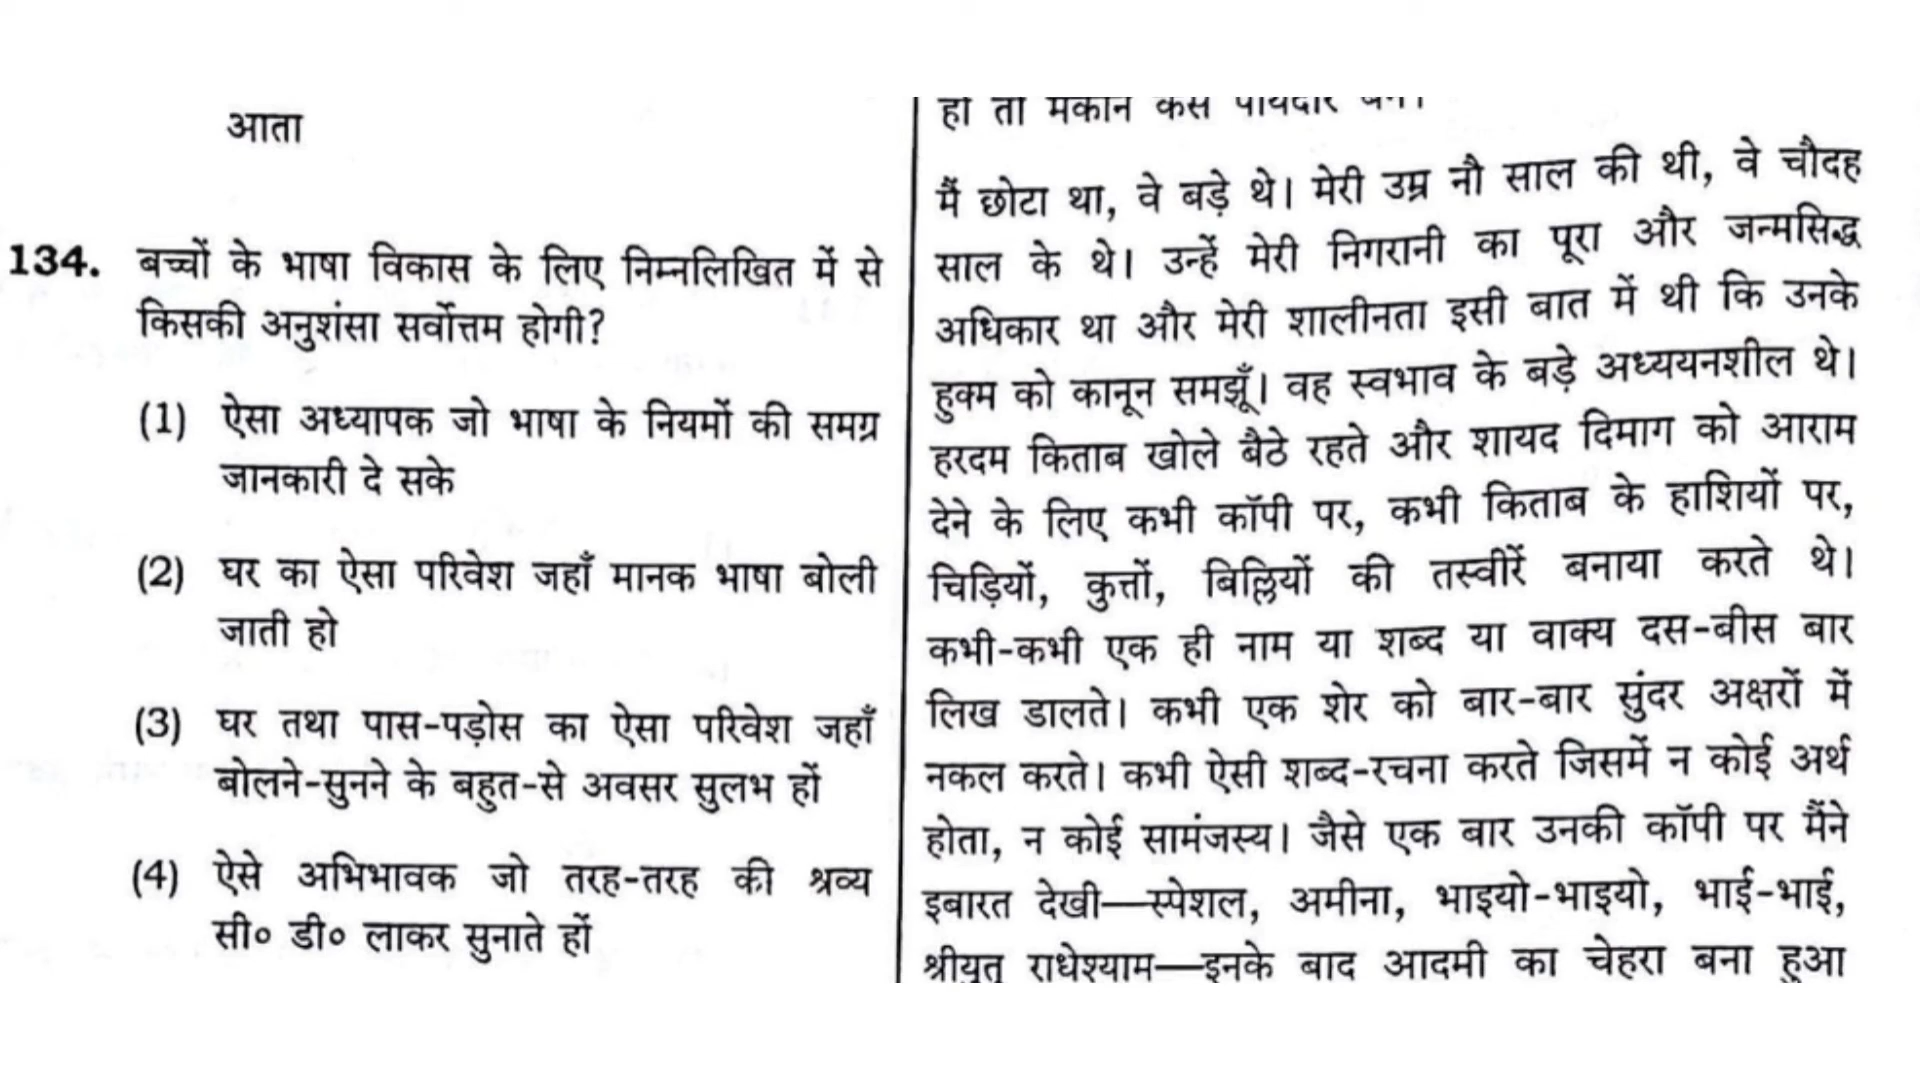 आता
134. बच्चों के भाषा विकास के लिए निम्नलिखित में से
किसकी अनुशंसा सर्वोत्तम होगी?
(1) ऐसा अध्यापक जो भाषा के नियमों की समग्र
जानकारी दे सके
(2) घर का ऐसा परिवेश जहाँ मानक भाषा बोली
जाती हो
(3) घर तथा पास-पड़ोस का ऐसा परिवेश जहाँ
बोलने-सुनने के बहुत-से अवसर सुलभ हों
(4) ऐसे अभिभावक जो तरह-तरह की श्रव्य
सी० डी० लाकर सुनाते हों
हो तो मकान कैसे पायेदार बने।
मैं छोटा था, वे बड़े थे। मेरी उम्र नौ साल की थी, वे चौदह
साल के थे। उन्हें मेरी निगरानी का पूरा और जन्मसिद्ध
अधिकार था और मेरी शालीनता इसी बात में थी कि उनके
हुक्म को कानून समझूँ। वह स्वभाव के बड़े अध्ययनशील थे।
हरदम किताब खोले बैठे रहते और शायद दिमाग को आराम
देने के लिए कभी कॉपी पर, कभी किताब के हाशियों पर,
चिड़ियों, कुत्तों, बिल्लियों की तस्वीरें बनाया करते थे।
कभी-कभी एक ही नाम या शब्द या वाक्य दस-बीस बार
लिख डालते। कभी एक शेर को बार-बार सुंदर अक्षरों में
नकल करते। कभी ऐसी शब्द-रचना करते जिसमें न कोई अर्थ
होता, न कोई सामंजस्य। जैसे एक बार उनकी कॉपी पर मैंने
इबारत देखी—स्पेशल, अमीना, भाइयो-भाइयो, भाई-भाई,
श्रीयुत् राधेश्याम—इनके बाद आदमी का चेहरा बना हुआ